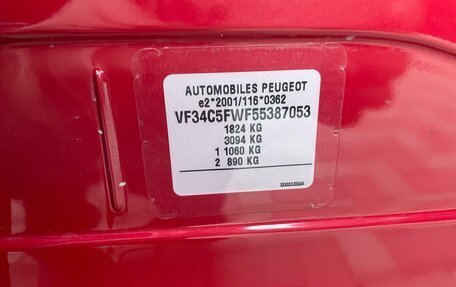 AUTOMOBILES PEUGEOT
e2*2001/116*0362
VF34C5FWF55387053
1824 KG
3094 KG
1 1060 KG
2 890 KG